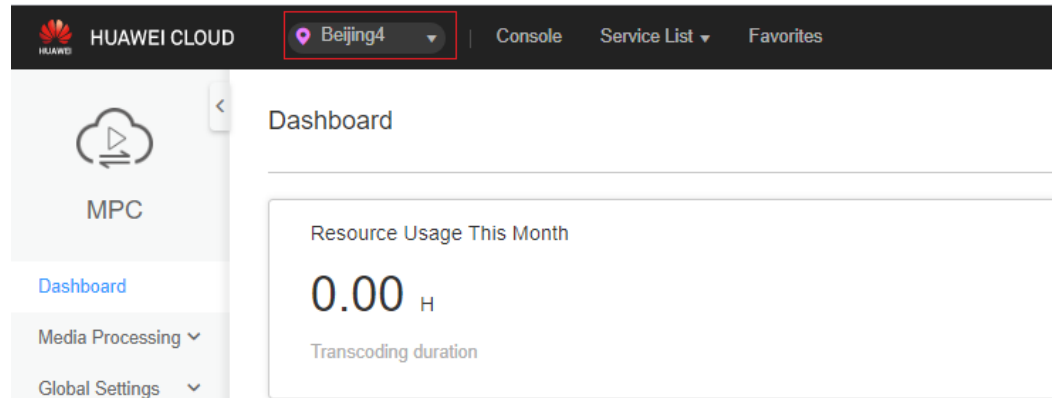 HUAWEI
HUAWEI CLOUD
Beijing4
Console
Service List
Favorites
MPC
Dashboard
Media Processing
Global Settings
Dashboard
Resource Usage This Month
0.00 H
Transcoding duration